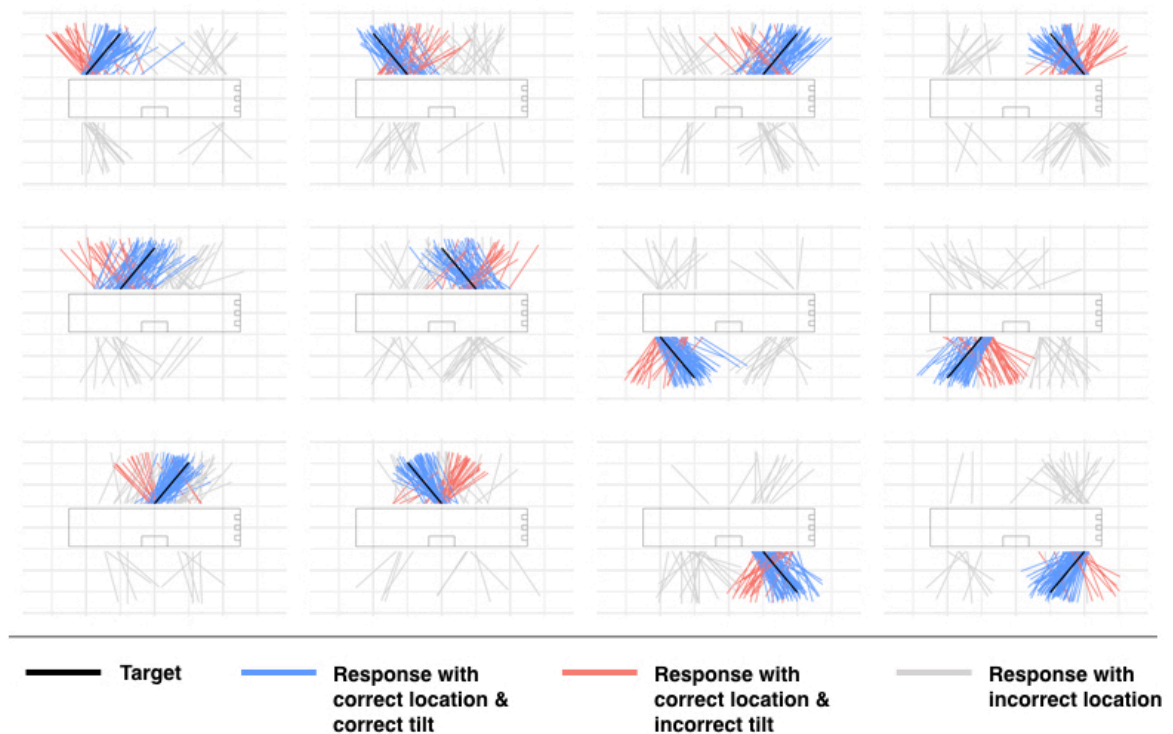 Target
Response with
correct location &
correct tilt
Response with
correct location &
incorrect tilt
Response with
incorrect location